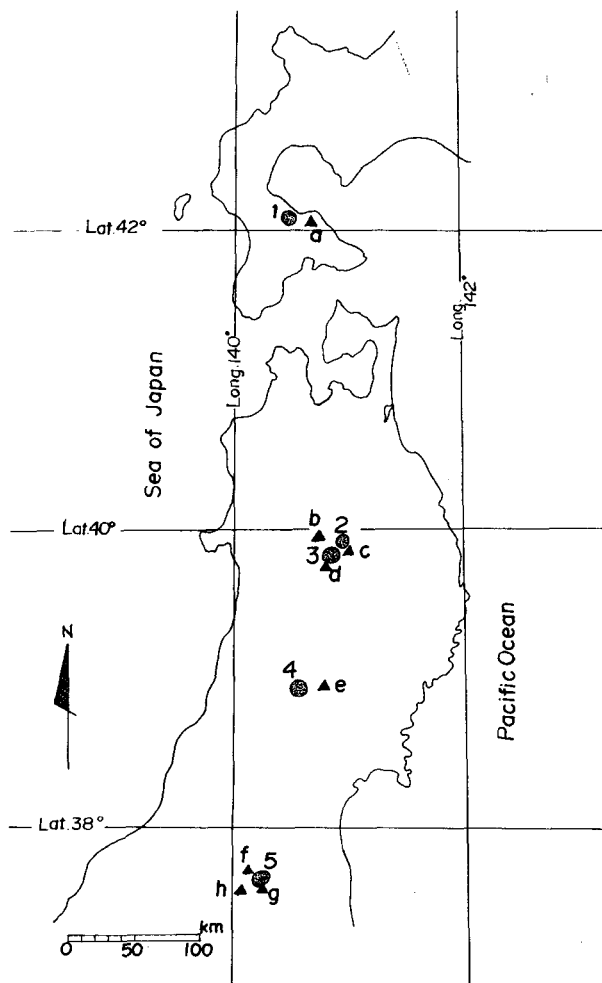 1
a
Lat.42°
Long.142°
Long.140°
Sea of Japan
Lat.40°
b
2
3
c
d
N
4
e
Pacific Ocean
Lat.38°
f
5
h
g
km
0 50 100